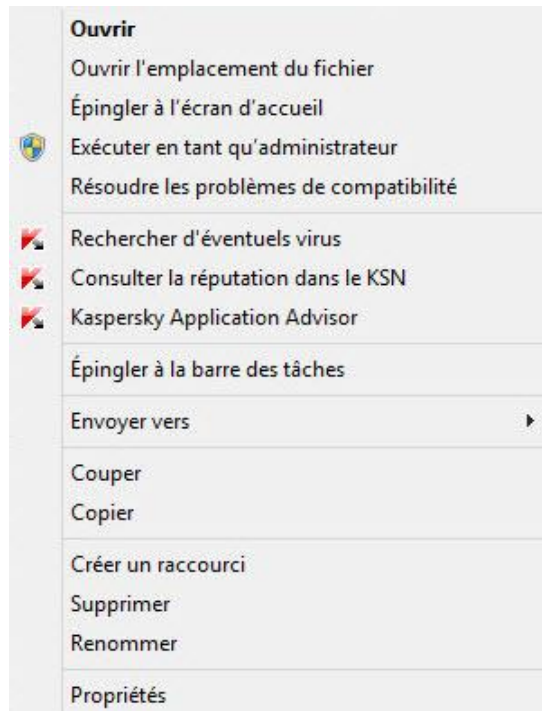 Ouvrir
Ouvrir l'emplacement du fichier
Épingler à l'écran d'accueil
Exécuter en tant qu'administrateur
Résoudre les problèmes de compatibilité
Rechercher d'éventuels virus
Consulter la réputation dans le KSN
Kaspersky Application Advisor
Épingler à la barre des tâches
Envoyer vers
Couper
Copier
Créer un raccourci
Supprimer
Renommer
Propriétés